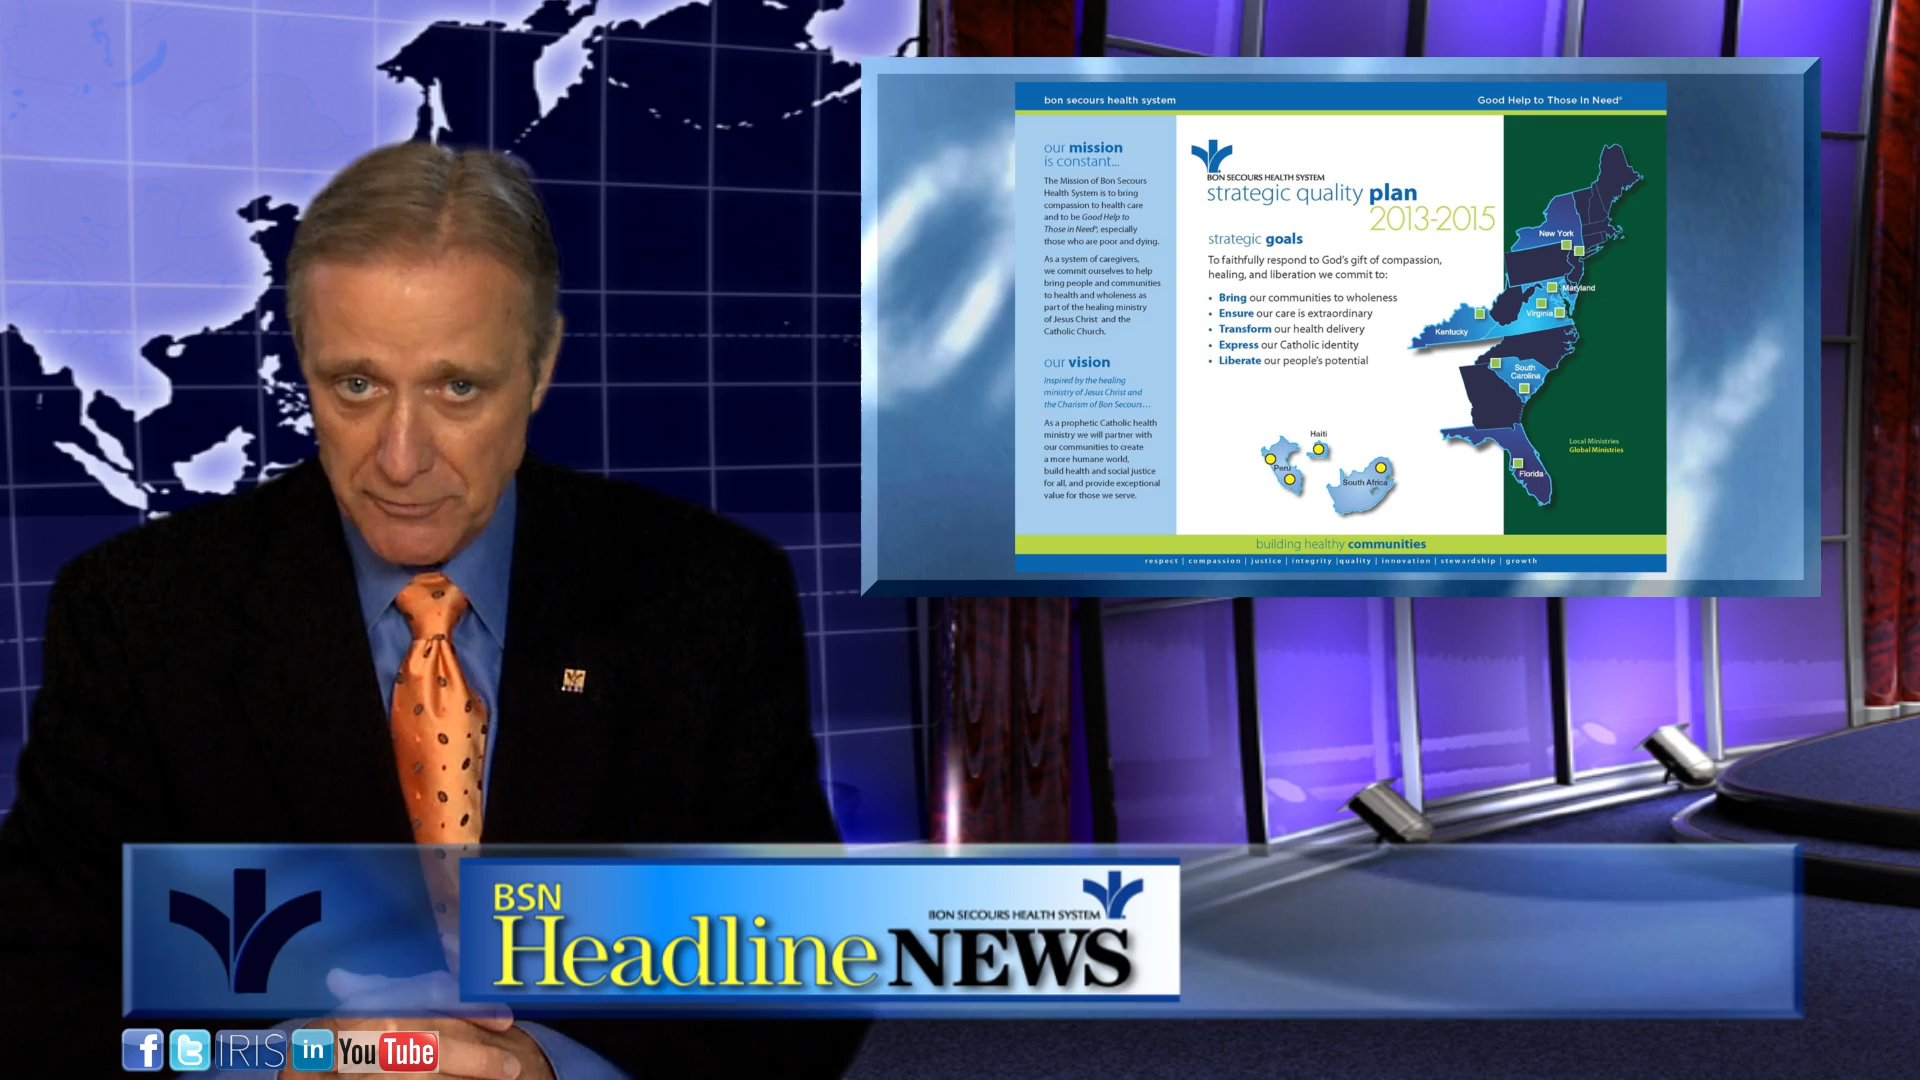 bon secours health system
Good Help to Those In Need®
our mission
is constant...
The Mission of Bon Secours
Health System is to bring
compassion to health care
and to be Good Help to
Those in Need®, especially
those who are poor and dying.
As a system of caregivers,
we commit ourselves to help
bring people and communities
to health and wholeness as
part of the healing ministry
of Jesus Christ and the
Catholic Church.
our vision
Inspired by the healing
ministry of Jesus Christ and
the Charism of Bon Secours...
As a prophetic Catholic health
ministry we will partner with
our communities to create
a more humane world,
build health and social justice
for all, and provide exceptional
value for those we serve.
BON SECOURS HEALTH SYSTEM
strategic quality plan
2013-2015
strategic goals
To faithfully respond to God's gift of compassion,
healing, and liberation we commit to:
• Bring our communities to wholeness
• Ensure our care is extraordinary
• Transform our health delivery
• Express our Catholic identity
• Liberate our people's potential
New York
Maryland
Virginia
Kentucky
South
Carolina
Florida
Haiti
Peru
South Africa
Local Ministries
Global Ministries
building healthy communities
respect | compassion | justice | integrity |quality | innovation | stewardship | growth
BSN
BON SECOURS HEALTH SYSTEM
Headline NEWS
f t IRIS in YouTube